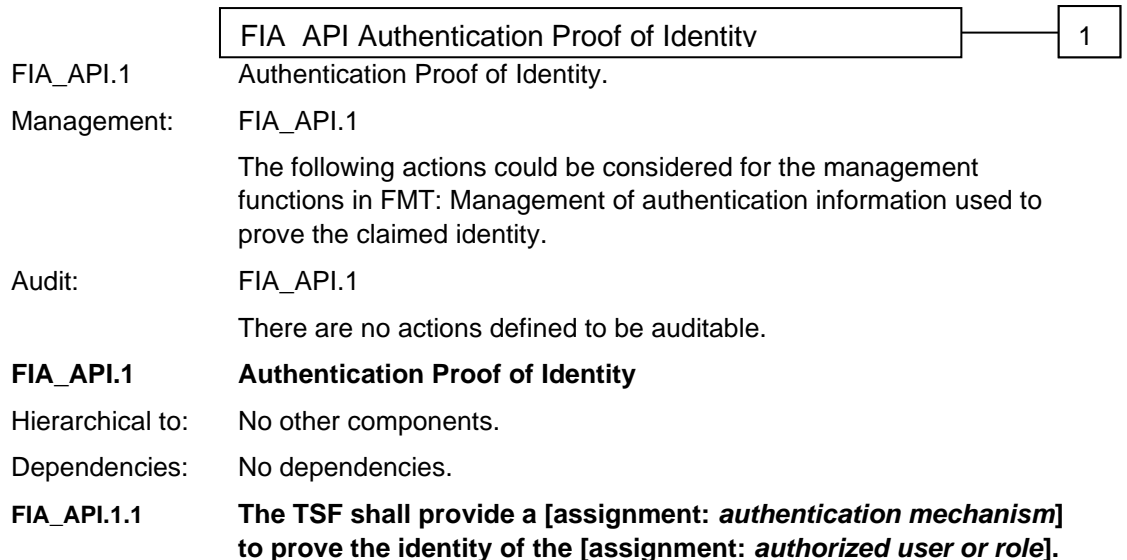 FIA_API Authentication Proof of Identity 1
FIA_API.1 Authentication Proof of Identity.
Management: FIA_API.1
The following actions could be considered for the management
functions in FMT: Management of authentication information used to
prove the claimed identity.
Audit: FIA_API.1
There are no actions defined to be auditable.
FIA_API.1 Authentication Proof of Identity
Hierarchical to: No other components.
Dependencies: No dependencies.
FIA_API.1.1 The TSF shall provide a [assignment: authentication mechanism]
to prove the identity of the [assignment: authorized user or role].